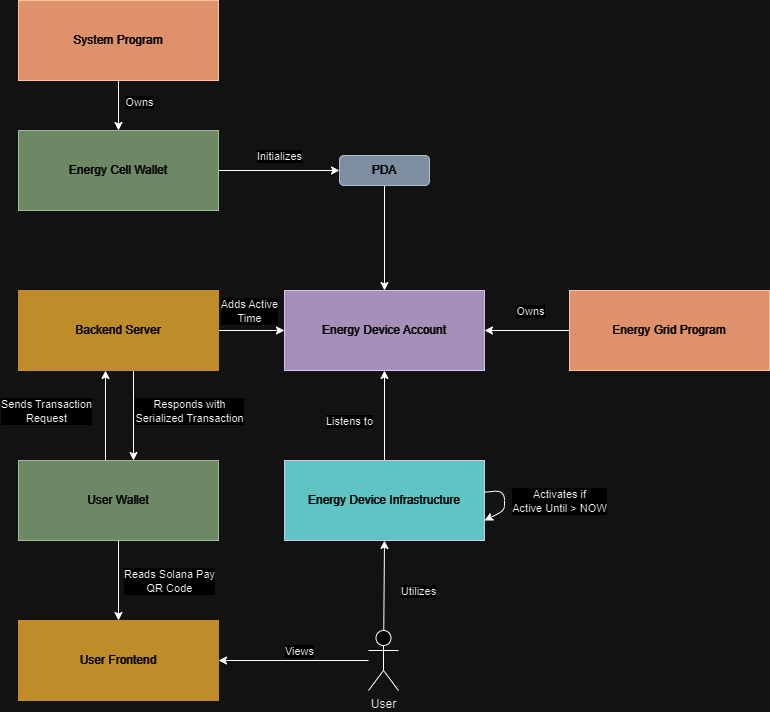 System Program
Owns
Energy Cell Wallet
Initializes
PDA
Backend Server
Adds Active
Time
Energy Device Account
Owns
Energy Grid Program
Sends Transaction
Request
Responds with
Serialized Transaction
Listens to
User Wallet
Energy Device Infrastructure
Activates if
Active Until > NOW
Reads Solana Pay
QR Code
Utilizes
User Frontend
Views
User